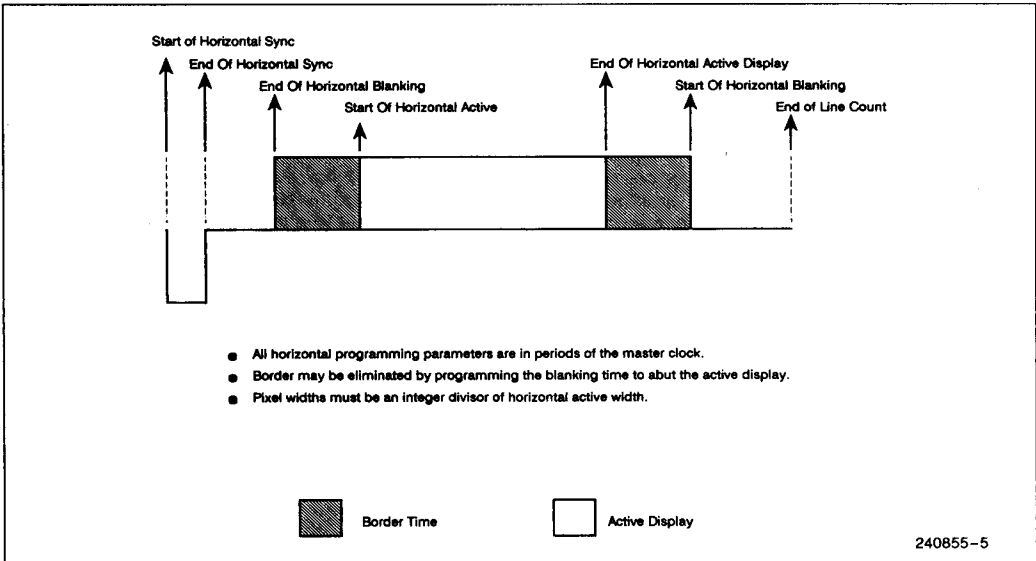 Start of Horizontal Sync
End Of Horizontal Sync
End Of Horizontal Active Display
End Of Horizontal Blanking
Start Of Horizontal Blanking
Start Of Horizontal Active
End of Line Count
● All horizontal programming parameters are in periods of the master clock.
● Border may be eliminated by programming the blanking time to abut the active display.
● Pixel widths must be an integer divisor of horizontal active width.
Border Time
Active Display
240855–5